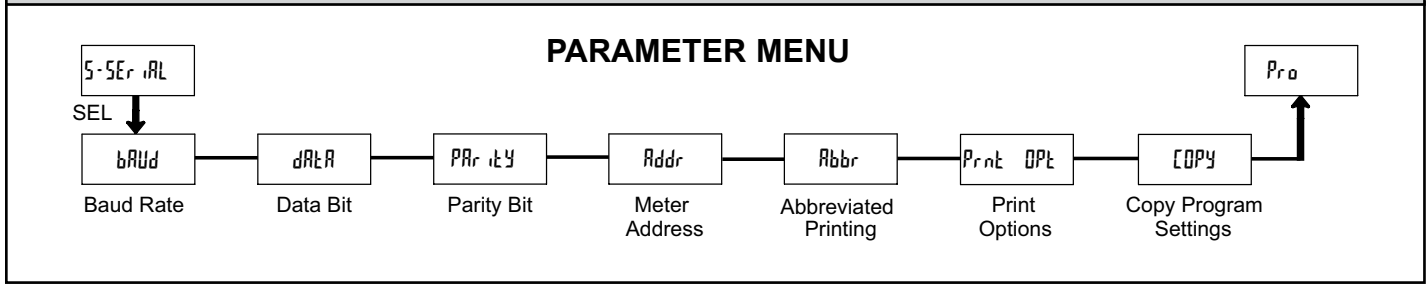 PARAMETER MENU
5-SEr iAL
Pro
SEL
bAUd
dAtA
PAr itY
Addr
Abbr
Prnt OPt
COPY
Baud Rate
Data Bit
Parity Bit
Meter
Address
Abbreviated
Printing
Print
Options
Copy Program
Settings